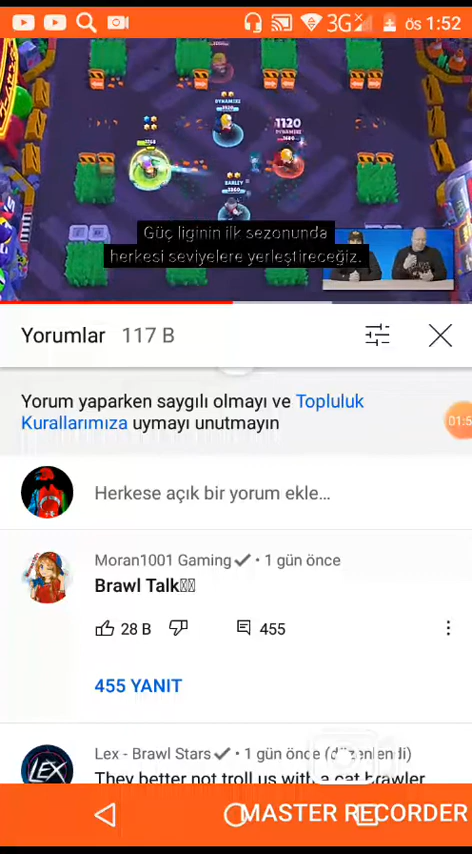 3G ös 1:52
DYNAMIKE
1120
DYNAMIKE
BARLEY
Güç liginin ilk sezonunda
herkesi seviyelere yerleştireceğiz.
Yorumlar 117 B
Yorum yaparken saygılı olmayı ve Topluluk
Kurallarımıza uymayı unutmayın
01:5
Herkese açık bir yorum ekle...
Moran1001 Gaming • 1 gün önce
Brawl Talk
28 B 455
455 YANIT
LEX
Lex - Brawl Stars • 1 gün önce (düzenlendi)
They better not troll us with a cat brawler
MASTER RECORDER